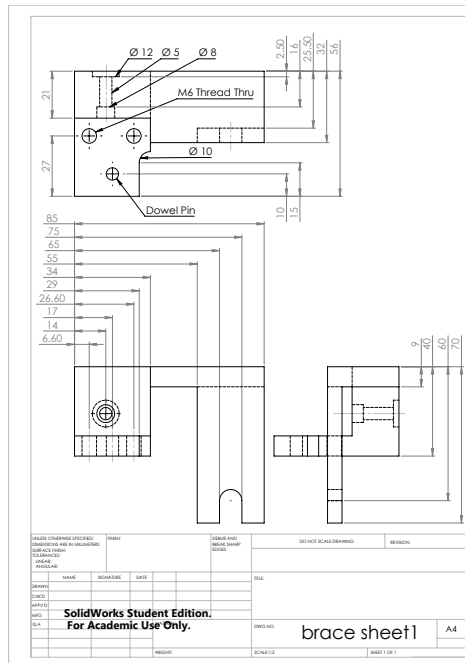 Ø 12
Ø 5
Ø 8
2.50
16
25.50
32
56
21
M6 Thread Thru
27
Ø 10
Dowel Pin
10
15
85
75
65
55
34
29
26.60
17
14
6.60
9
40
60
70
UNLESS OTHERWISE SPECIFIED:
DIMENSIONS ARE IN MILLIMETERS
SURFACE FINISH:
TOLERANCES:
LINEAR:
ANGULAR:
FINISH:
DEBUR AND
BREAK SHARP
EDGES
DO NOT SCALE DRAWING
REVISION
NAME
SIGNATURE
DATE
TITLE:
DRAWN
CHK'D
APPV'D
MFG
Q.A
SolidWorks Student Edition.
For Academic Use Only.
DWG NO.
brace sheet1
A4
WEIGHT:
SCALE:1:2
SHEET 1 OF 1